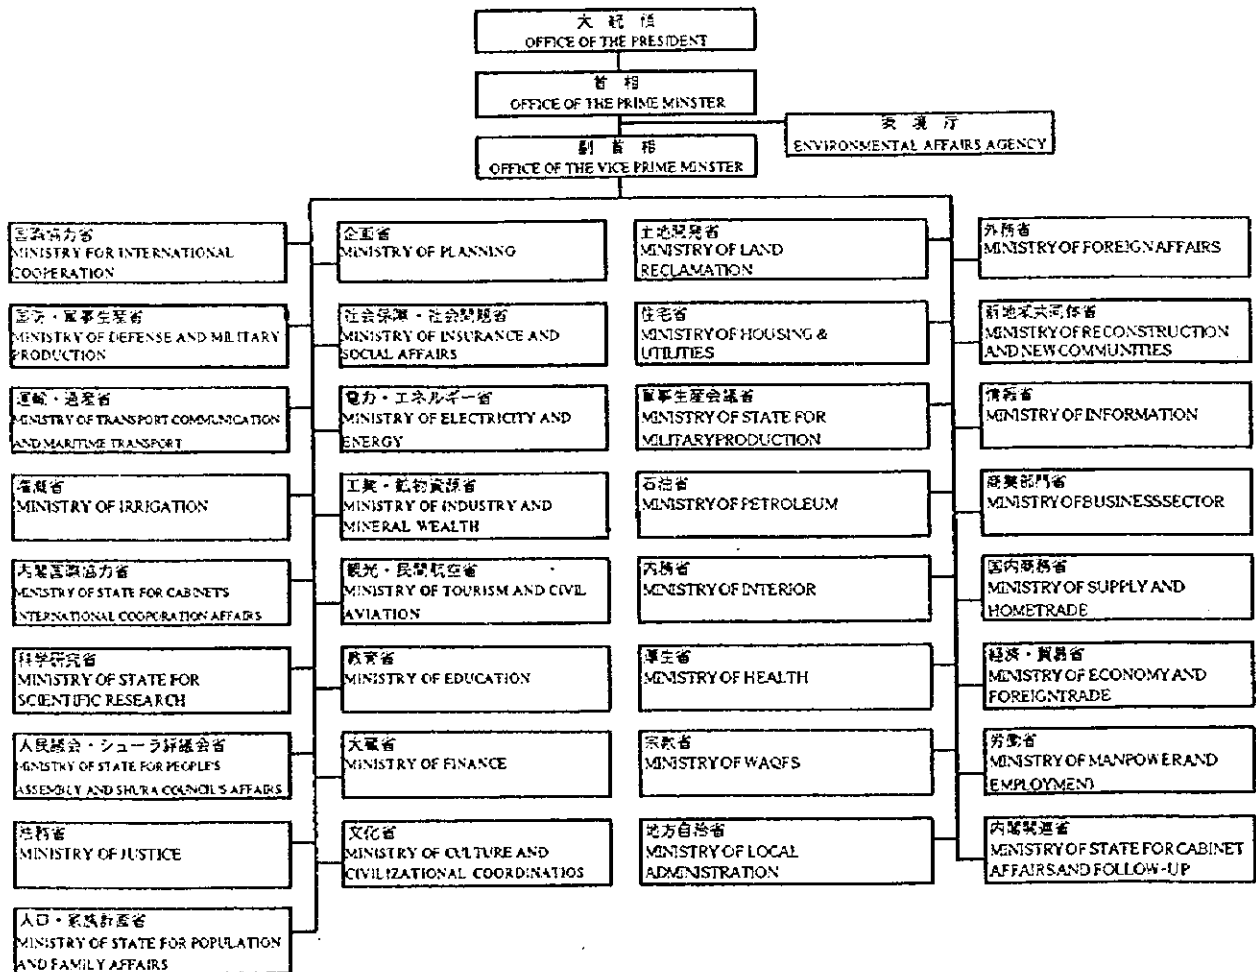 大統領
OFFICE OF THE PRESIDENT
首相
OFFICE OF THE PRIME MINSTER
環境庁
ENVIRONMENTAL AFFAIRS AGENCY
副首相
OFFICE OF THE VICE PRIME MINSTER
国際協力省
MINISTRY FOR INTERNATIONAL
COOPERATION
国防・軍事生産省
MINISTRY OF DEFENSE AND MILITARY
PRODUCTION
運輸・通産省
MINISTRY OF TRANSPORT COMMUNICATION
AND MARITIME TRANSPORT
灌漑省
MINISTRY OF IRRIGATION
内閣国際協力省
MINISTRY OF STATE FOR CABINET'S
INTERNATIONAL COOPORATION AFFAIRS
科学研究省
MINISTRY OF STATE FOR
SCIENTIFIC RESEARCH
人民議会・シューラ評議会省
MINISTRY OF STATE FOR PEOPLE'S
ASSEMBLY AND SHURA COUNCIL'S AFFAIRS
法務省
MINISTRY OF JUSTICE
人口・家族計画省
MINISTRY OF STATE FOR POPULATION
AND FAMILY AFFAIRS
企画省
MINISTRY OF PLANNING
社会保障・社会問題省
MINISTRY OF INSURANCE AND
SOCIAL AFFAIRS
電力・エネルギー省
MINISTRY OF ELECTRICITY AND
ENERGY
工業・鉱物資源省
MINISTRY OF INDUSTRY AND
MINERAL WEALTH
観光・民間航空省
MINISTRY OF TOURISM AND CIVIL
AVIATION
教育省
MINISTRY OF EDUCATION
大蔵省
MINISTRY OF FINANCE
文化省
MINISTRY OF CULTURE AND
CIVILIZATIONAL COORDINATIOS
土地開発省
MINISTRY OF LAND
RECLAMATION
住宅省
MINISTRY OF HOUSING &
UTILITIES
軍事生産会議省
MINISTRY OF STATE FOR
MILITARYPRODUCTION
石油省
MINISTRY OF PETROLEUM
内務省
MINISTRY OF INTERIOR
厚生省
MINISTRY OF HEALTH
宗教省
MINISTRY OF WAQFS
地方自治省
MINISTRY OF LOCAL
ADMINISTRATION
外務省
MINISTRY OF FOREIGN AFFAIRS
新地域共同体省
MINISTRY OF RECONSTRUCTION
AND NEW COMMUNITIES
情報省
MINISTRY OF INFORMATION
商業部門省
MINISTRY OF BUSINESSSECTOR
国内商務省
MINISTRY OF SUPPLY AND
HOMETRADE
経済・貿易省
MINISTRY OF ECONOMY AND
FOREIGNTRADE
労働省
MINISTRY OF MANPOWER AND
EMPLOYMENT
内閣関連省
MINISTRY OF STATE FOR CABINET
AFFAIRS AND FOLLOW-UP